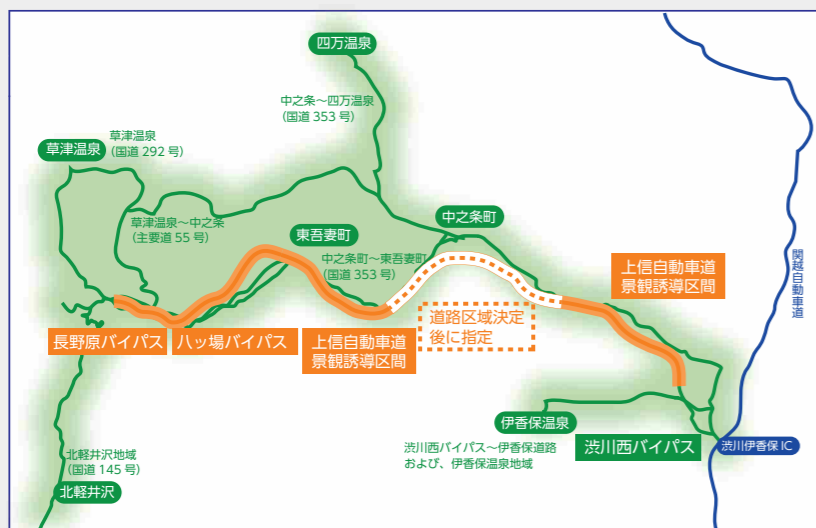 四万温泉
中之条~四万温泉
(国道 353 号)
草津温泉
(国道 292 号)
草津温泉
草津温泉~中之条
(主要道 55 号)
中之条町
東吾妻町
中之条町~東吾妻町
(国道 353 号)
関越自動車道
上信自動車道
景観誘導区間
道路区域決定
後に指定
長野原バイパス
八ッ場バイパス
上信自動車道
景観誘導区間
伊香保温泉
渋川西バイパス
渋川伊香保 IC
渋川西バイパス~伊香保道路
および、伊香保温泉地域
北軽井沢地域
(国道 145 号)
北軽井沢